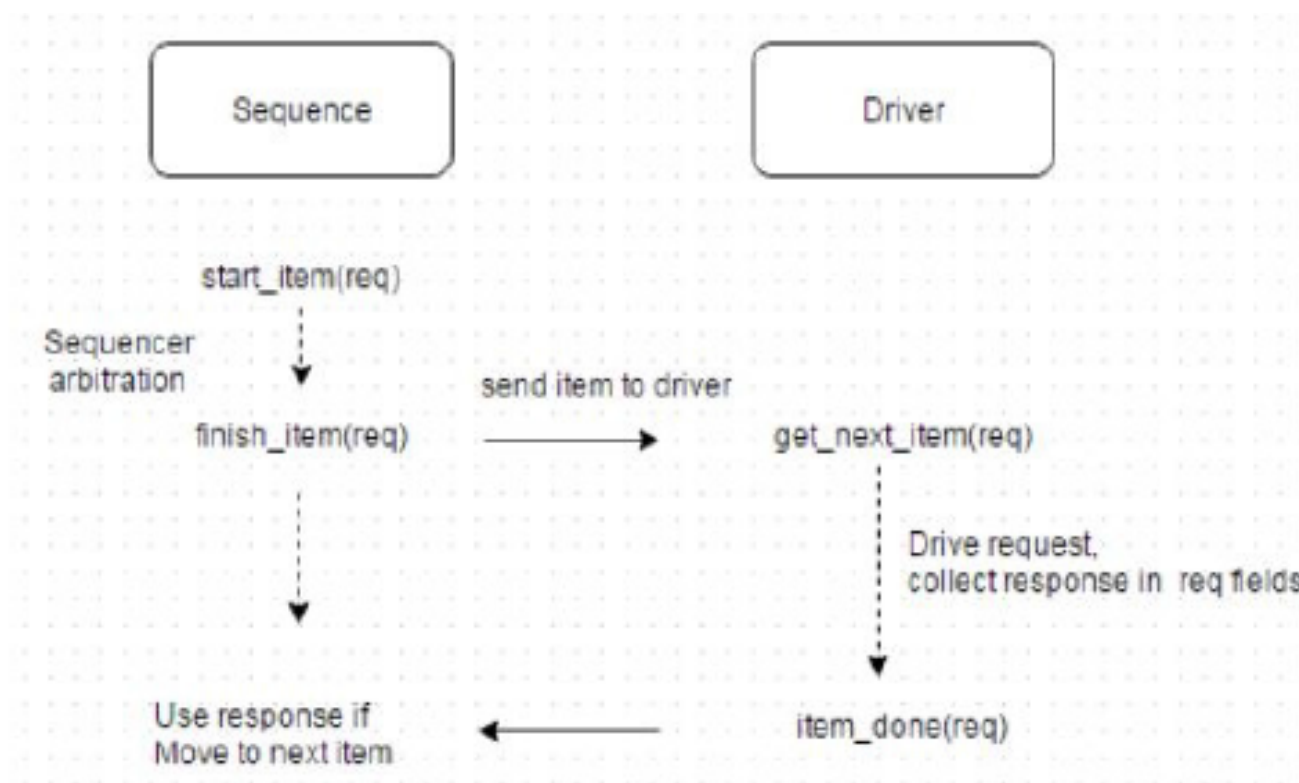 Sequence
Driver
start_item(req)
Sequencer
arbitration
send item to driver
finish_item(req)
get_next_item(req)
Drive request,
collect response in req fields
Use response if
Move to next item
item_done(req)